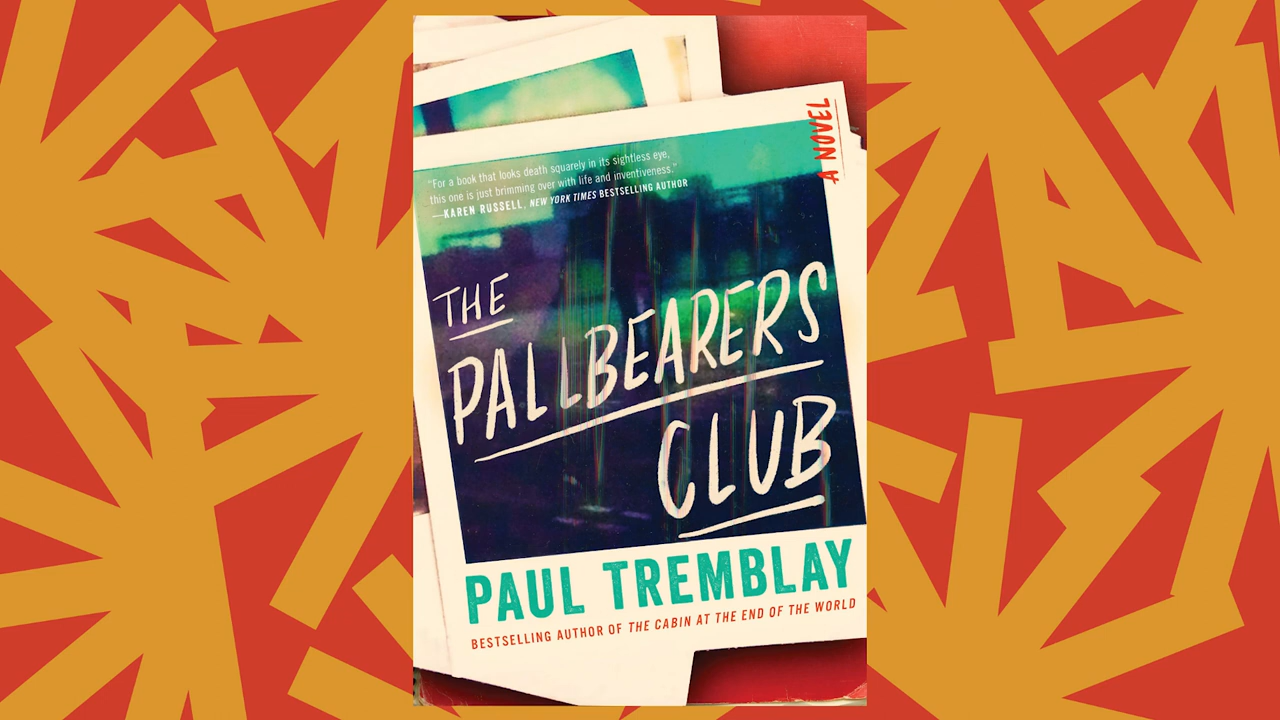 A NOVEL
"For a book that looks death squarely in its sightless eye,
this one is just brimming over with life and inventiveness."
—KAREN RUSSELL, NEW YORK TIMES BESTSELLING AUTHOR
THE
PALLBEARERS
CLUB
PAUL TREMBLAY
BESTSELLING AUTHOR OF THE CABIN AT THE END OF THE WORLD